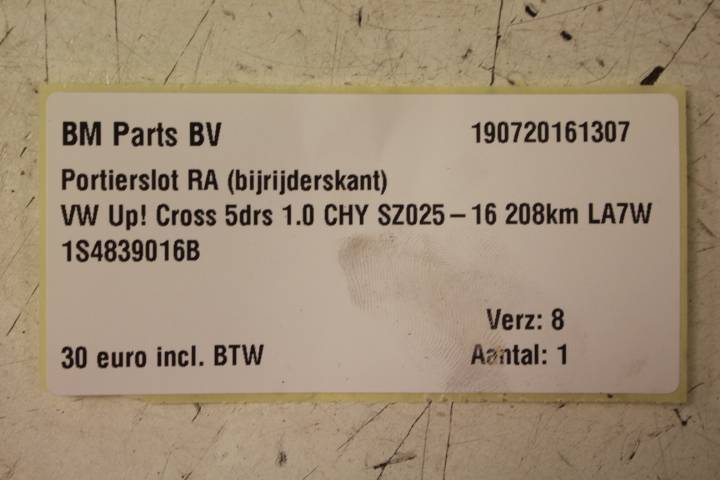 BM Parts BV 190720161307
Portierslot RA (bijrijderskant)
VW Up! Cross 5drs 1.0 CHY SZ025-16 208km LA7W
1S4839016B
Verz: 8
30 euro incl. BTW Aantal: 1